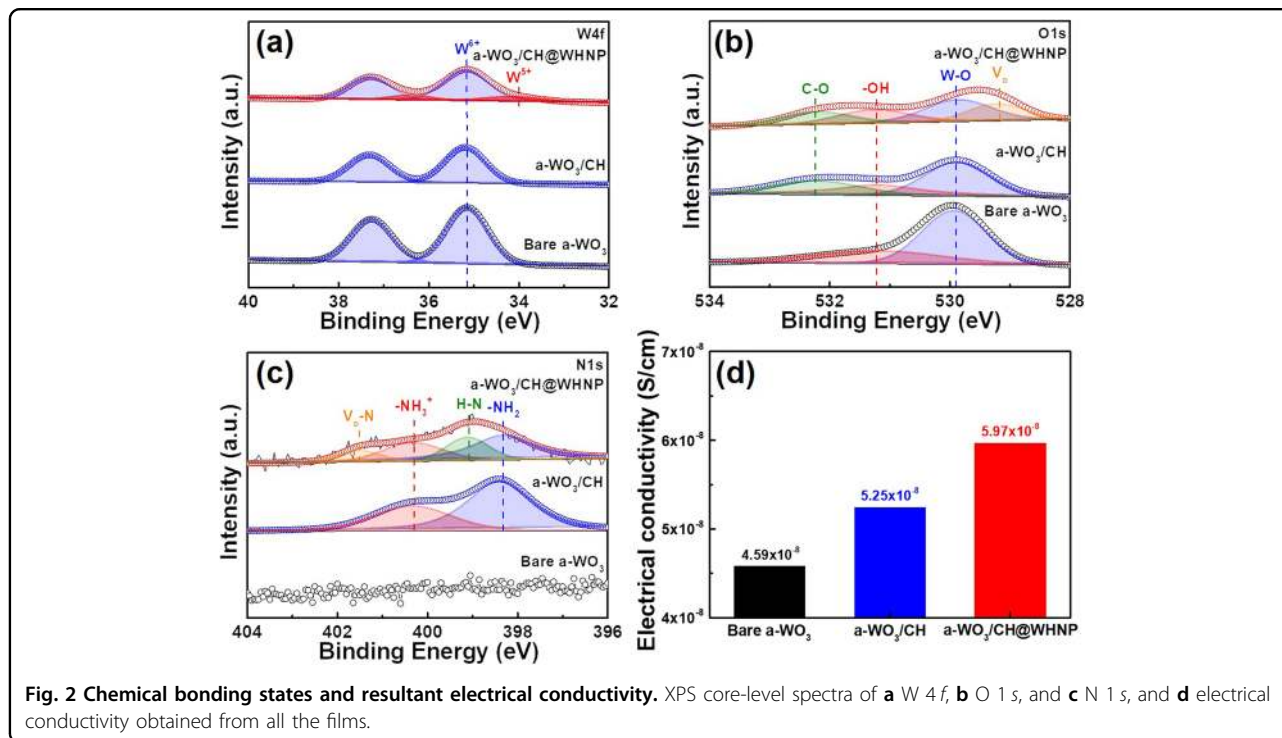 (a)
W4f
a-WO₃/CH@WHNP
W⁶⁺
W⁵⁺
a-WO₃/CH
Bare a-WO₃
Intensity (a.u.)
40 38 36 34 32
Binding Energy (eV)
(b)
O1s
a-WO₃/CH@WHNP
C-O
-OH
W-O
Vₒ
a-WO₃/CH
Bare a-WO₃
Intensity (a.u.)
534 532 530 528
Binding Energy (eV)
(c)
N1s
a-WO₃/CH@WHNP
Vₒ-N
-NH₃⁺
H-N
-NH₂
a-WO₃/CH
Bare a-WO₃
Intensity (a.u.)
404 402 400 398 396
Binding Energy (eV)
(d)
Electrical conductivity (S/cm)
7x10⁻⁸
6x10⁻⁸
5x10⁻⁸
4x10⁻⁸
4.59x10⁻⁸
5.25x10⁻⁸
5.97x10⁻⁸
Bare a-WO₃
a-WO₃/CH
a-WO₃/CH@WHNP
Fig. 2 Chemical bonding states and resultant electrical conductivity. XPS core-level spectra of a W 4f, b O 1s, and c N 1s, and d electrical
conductivity obtained from all the films.